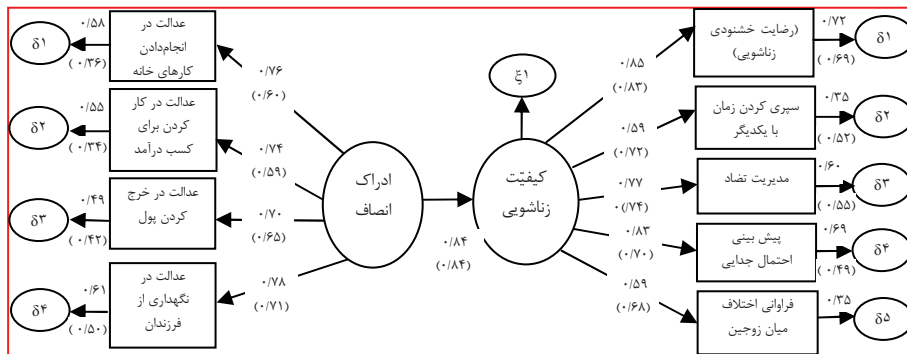 ۰/۵۸
δ۱
(۰/۳۶)
عدالت در
انجام‌دادن
کارهای خانه
۰/۵۵
δ۲
(۰/۳۴)
عدالت در کار
کردن برای
کسب درآمد
۰/۴۹
δ۳
(۰/۴۲)
عدالت در خرج
کردن پول
۰/۶۱
δ۴
(۰/۵۰)
عدالت در
نگهداری از
فرزندان
۰/۷۶
(۰/۶۰)
۰/۷۴
(۰/۵۹)
۰/۷۰
(۰/۶۵)
۰/۷۸
(۰/۷۱)
ادراک
انصاف
۰/۸۴
(۰/۸۴)
ξ۱
کیفیّت
زناشویی
۰/۸۵
(۰/۸۳)
۰/۵۹
(۰/۷۲)
۰/۷۷
(۰/۷۴)
۰/۸۳
(۰/۷۰)
۰/۵۹
(۰/۶۸)
(رضایت خشنودی
زناشویی)
۰/۷۲
(۰/۶۹)
δ۱
سپری کردن زمان
با یکدیگر
۰/۳۵
(۰/۵۲)
δ۲
مدیریت تضاد
۰/۶۰
(۰/۵۵)
δ۳
پیش بینی
احتمال جدایی
۰/۶۹
(۰/۴۹)
δ۴
فراوانی اختلاف
میان زوجین
۰/۳۵
δ۵